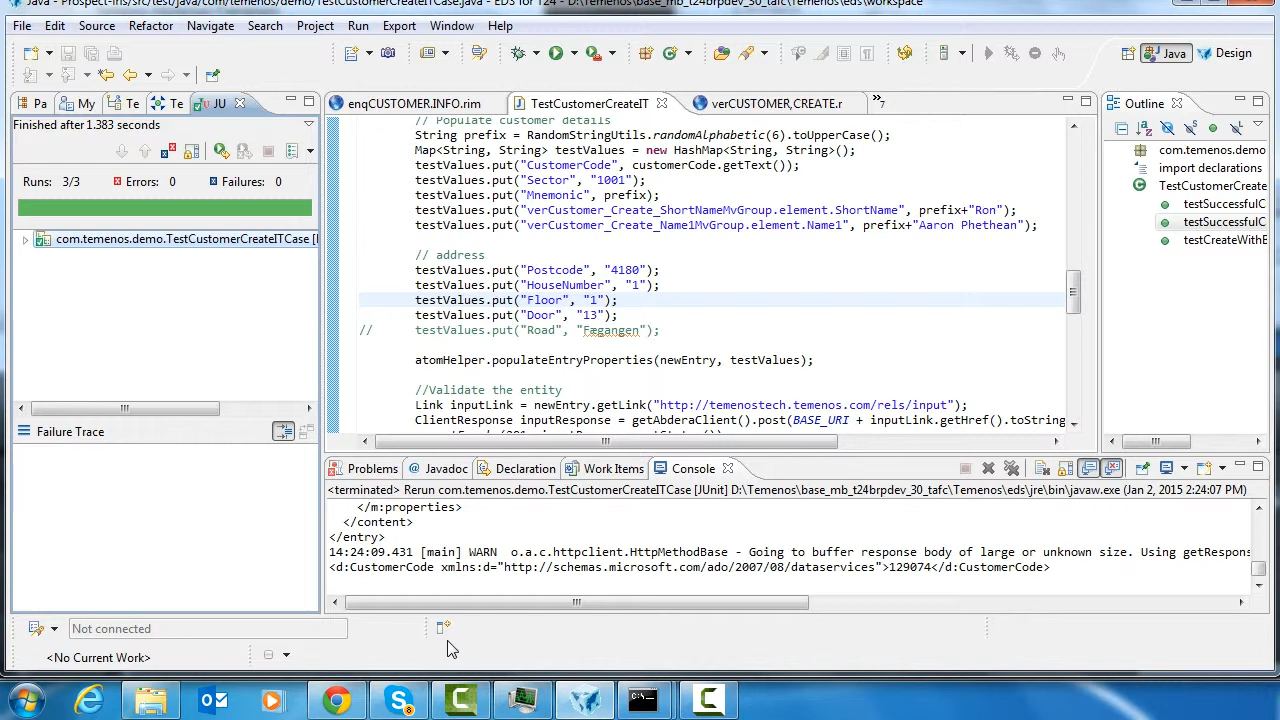 Java - Prospect-iris/src/test/java/com/temenos/demo/TestCustomerCreateITCase.java - EDS for T24 - D:\Temenos\base_mb_t24brpdev_30_tafc\Temenos\eds\workspace
File Edit Source Refactor Navigate Search Project Run Export Window Help
Java Design
Pa My Te Te JU
enqCUSTOMER.INFO.rim TestCustomerCreateIT verCUSTOMER,CREATE.r »7
Outline
Finished after 1.383 seconds
Runs: 3/3 Errors: 0 Failures: 0
com.temenos.demo.TestCustomerCreateITCase [
Failure Trace
// Populate customer details
String prefix = RandomStringUtils.randomAlphabetic(6).toUpperCase();
Map<String, String> testValues = new HashMap<String, String>();
testValues.put("CustomerCode", customerCode.getText());
testValues.put("Sector", "1001");
testValues.put("Mnemonic", prefix);
testValues.put("verCustomer_Create_ShortNameMvGroup.element.ShortName", prefix+"Ron");
testValues.put("verCustomer_Create_Name1MvGroup.element.Name1", prefix+"Aaron Phethean");
// address
testValues.put("Postcode", "4180");
testValues.put("HouseNumber", "1");
testValues.put("Floor", "1");
testValues.put("Door", "13");
// testValues.put("Road", "Fægangen");
atomHelper.populateEntryProperties(newEntry, testValues);
//Validate the entity
Link inputLink = newEntry.getLink("http://temenostech.temenos.com/rels/input");
ClientResponse inputResponse = getAbderaClient().post(BASE_URI + inputLink.getHref().toString
com.temenos.demo
import declarations
TestCustomerCreate
testSuccessfulC
testSuccessfulC
testCreateWithE
Problems @ Javadoc Declaration Work Items Console
<terminated> Rerun com.temenos.demo.TestCustomerCreateITCase [JUnit] D:\Temenos\base_mb_t24brpdev_30_tafc\Temenos\eds\jre\bin\javaw.exe (Jan 2, 2015 2:24:07 PM)
</m:properties>
</content>
</entry>
14:24:09.431 [main] WARN o.a.c.httpclient.HttpMethodBase - Going to buffer response body of large or unknown size. Using getRespons
<d:CustomerCode xmlns:d="http://schemas.microsoft.com/ado/2007/08/dataservices">129074</d:CustomerCode>
Not connected
<No Current Work>